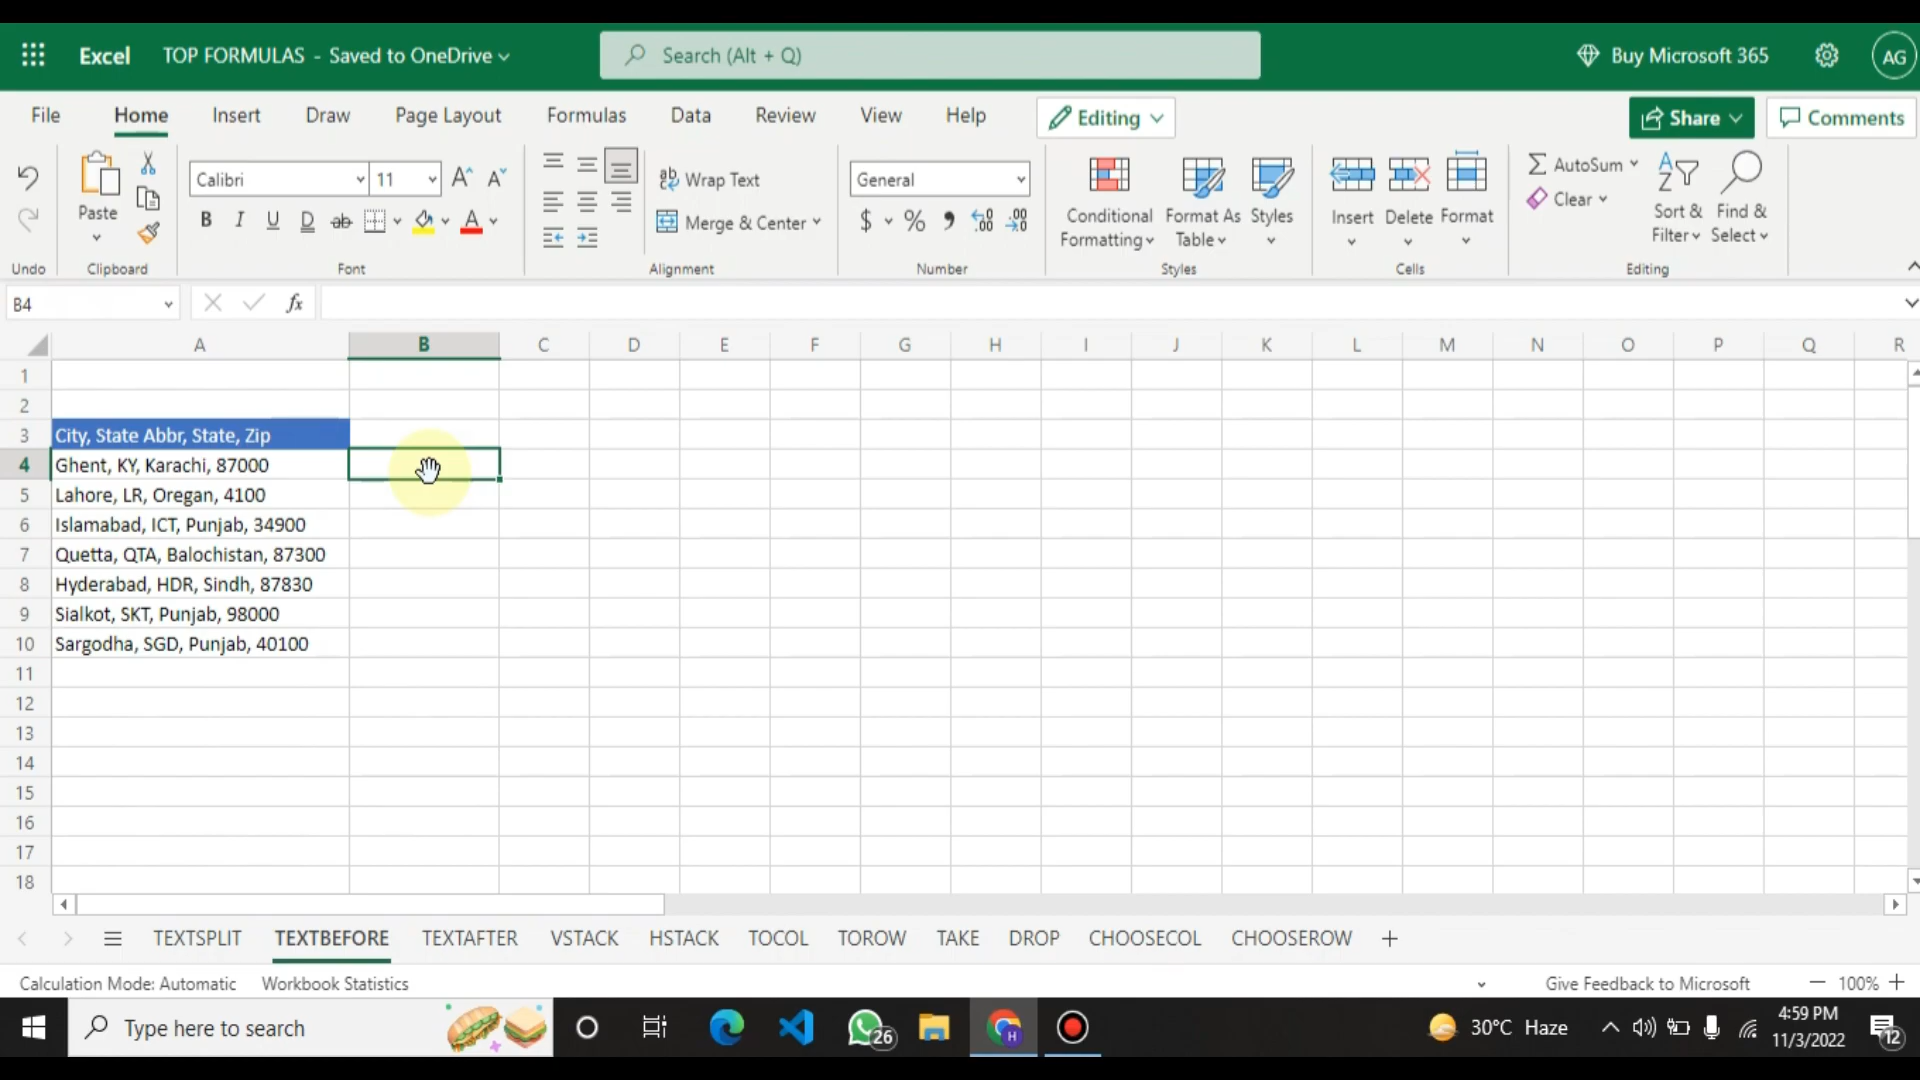 Excel TOP FORMULAS - Saved to OneDrive Search (Alt + Q) Buy Microsoft 365 AG
File Home Insert Draw Page Layout Formulas Data Review View Help Editing Share Comments
Paste Calibri 11 Wrap Text General AutoSum
B I U D ab A Merge & Center $ % Conditional Formatting Format As Table Styles Insert Delete Format Clear Sort & Filter Find & Select
Undo Clipboard Font Alignment Number Styles Cells Editing
B4 fx
A B C D E F G H I J K L M N O P Q R
1
2
3 City, State Abbr, State, Zip
4 Ghent, KY, Karachi, 87000
5 Lahore, LR, Oregan, 4100
6 Islamabad, ICT, Punjab, 34900
7 Quetta, QTA, Balochistan, 87300
8 Hyderabad, HDR, Sindh, 87830
9 Sialkot, SKT, Punjab, 98000
10 Sargodha, SGD, Punjab, 40100
11
12
13
14
15
16
17
18
TEXTSPLIT TEXTBEFORE TEXTAFTER VSTACK HSTACK TOCOL TOROW TAKE DROP CHOOSECOL CHOOSEROW
Calculation Mode: Automatic Workbook Statistics Give Feedback to Microsoft 100%
Type here to search 26 H 30°C Haze 4:59 PM
11/3/2022 12